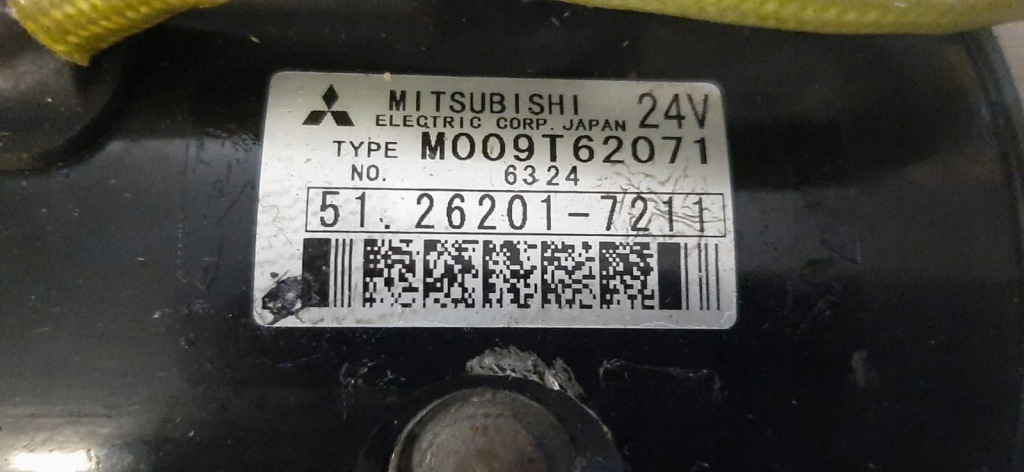 MITSUBISHI 24V
ELECTRIC CORP. JAPAN
TYPE M009T62071
NO. 6324
51. 26201-7211